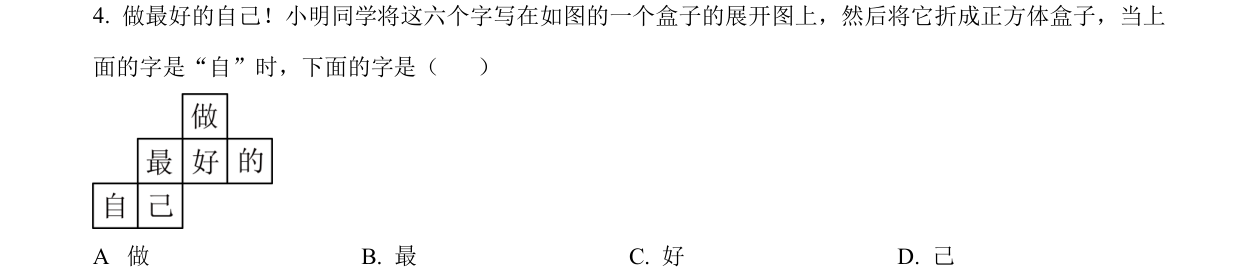 4. 做最好的自己！小明同学将这六个字写在如图的一个盒子的展开图上，然后将它折成正方体盒子，当上
面的字是“自”时，下面的字是（　　）
做
最 好 的
自 己
A 做 B. 最 C. 好 D. 己